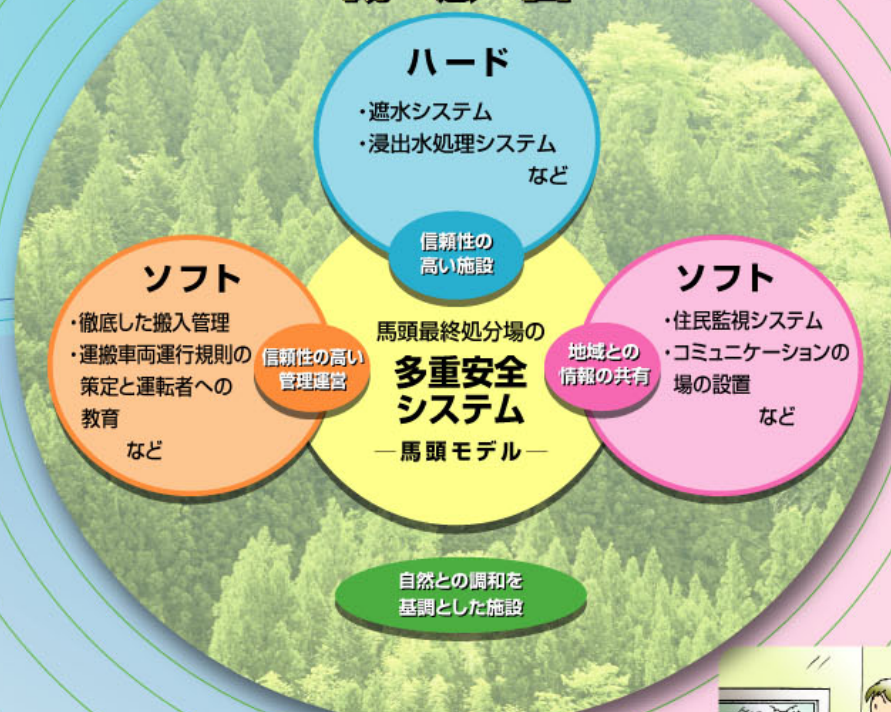 ハード
・遮水システム
・浸出水処理システム
など
信頼性の
高い施設
ソフト
・徹底した搬入管理
・運搬車両運行規則の
策定と運転者への
教育
など
信頼性の高い
管理運営
馬頭最終処分場の
多重安全
システム
―馬頭モデル―
地域との
情報の共有
ソフト
・住民監視システム
・コミュニケーションの
場の設置
など
自然との調和を
基調とした施設